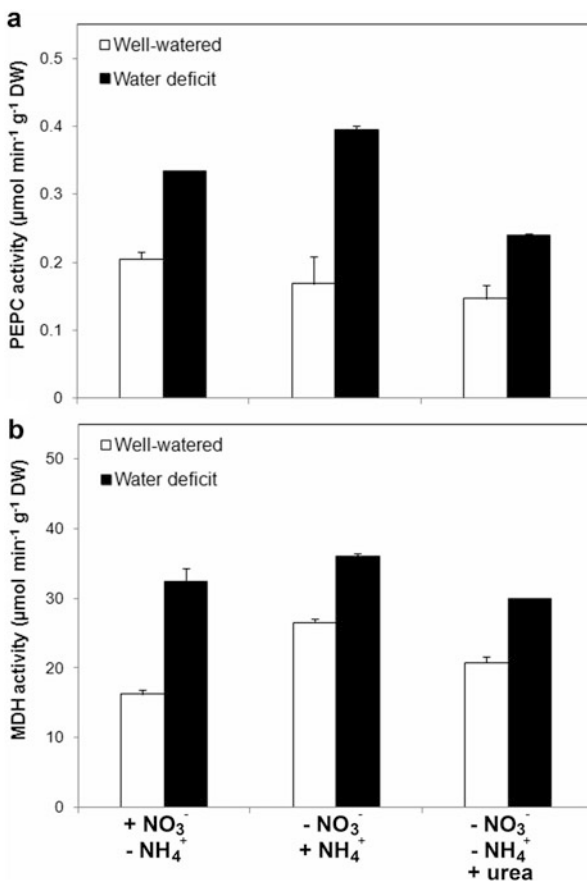 a
Well-watered
Water deficit
PEPC activity (μmol min⁻¹ g⁻¹ DW)
0.5
0.4
0.3
0.2
0.1
0
b
Well-watered
Water deficit
MDH activity (μmol min⁻¹ g⁻¹ DW)
50
40
30
20
10
0
+ NO₃⁻ - NO₃⁻ - NO₃⁻
- NH₄⁺ + NH₄⁺ - NH₄⁺
+ urea